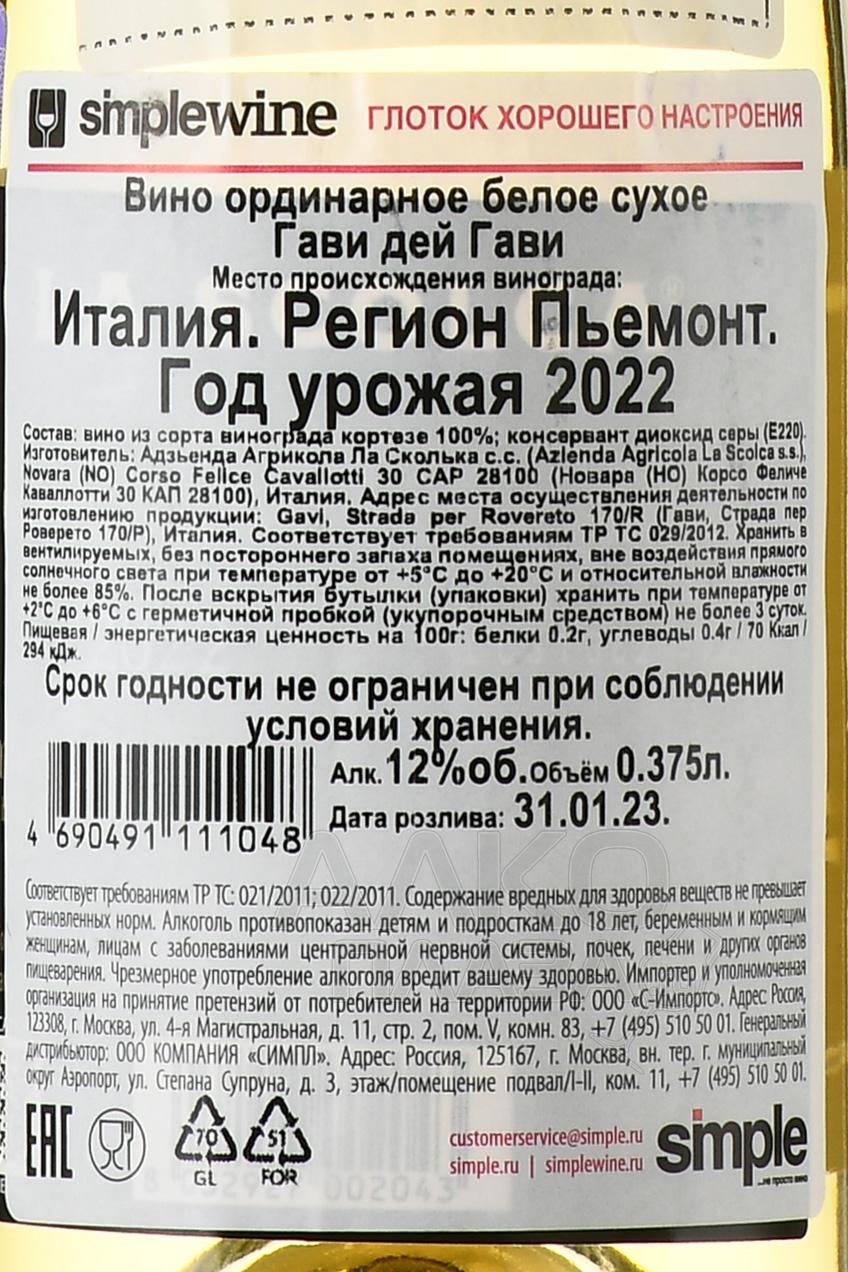 simplewine ГЛОТОК ХОРОШЕГО НАСТРОЕНИЯ
Вино ординарное белое сухое
Гави дей Гави
Место происхождения винограда:
Италия. Регион Пьемонт.
Год урожая 2022
Состав: вино из сорта винограда кортезе 100%; консервант диоксид серы (Е220).
Изготовитель: Адзьенда Агрикола Ла Сколька с.с. (Azienda Agricola La Scolca s.s.),
Novara (NO) Corso Felice Cavallotti 30 CAP 28100 (Новара (НО) Корсо Феличе
Каваллотти 30 КАП 28100), Италия. Адрес места осуществления деятельности по
изготовлению продукции: Gavi, Strada per Rovereto 170/R (Гави, Страда пер
Роверето 170/Р), Италия. Соответствует требованиям ТР ТС 029/2012. Хранить в
вентилируемых, без постороннего запаха помещениях, вне воздействия прямого
солнечного света при температуре от +5°С до +20°С и относительной влажности
не более 85%. После вскрытия бутылки (упаковки) хранить при температуре от
+2°С до +6°С с герметичной пробкой (укупорочным средством) не более 3 суток.
Пищевая / энергетическая ценность на 100г: белки 0.2г, углеводы 0.4г / 70 Ккал /
294 кДж.
Срок годности не ограничен при соблюдении
условий хранения.
Алк. 12%об. Объём 0.375л.
Дата розлива: 31.01.23.
4 690491 111048
Соответствует требованиям ТР ТС: 021/2011; 022/2011. Содержание вредных для здоровья веществ не превышает
установленных норм. Алкоголь противопоказан детям и подросткам до 18 лет, беременным и кормящим
женщинам, лицам с заболеваниями центральной нервной системы, почек, печени и других органов
пищеварения. Чрезмерное употребление алкоголя вредит вашему здоровью. Импортер и уполномоченная
организация на принятие претензий от потребителей на территории РФ: ООО «С-Импортс». Адрес: Россия,
123308, г. Москва, ул. 4-я Магистральная, д. 11, стр. 2, пом. V, комн. 83, +7 (495) 510 50 01. Генеральный
дистрибьютор: ООО КОМПАНИЯ «СИМПЛ». Адрес: Россия, 125167, г. Москва, вн. тер. г. муниципальный
округ Аэропорт, ул. Степана Супруна, д. 3, этаж/помещение подвал/I-II, ком. 11, +7 (495) 510 50 01.
EAC
70
GL
51
FOR
customerservice@simple.ru
simple.ru | simplewine.ru
simple
...не просто вино
002043
АЛКО